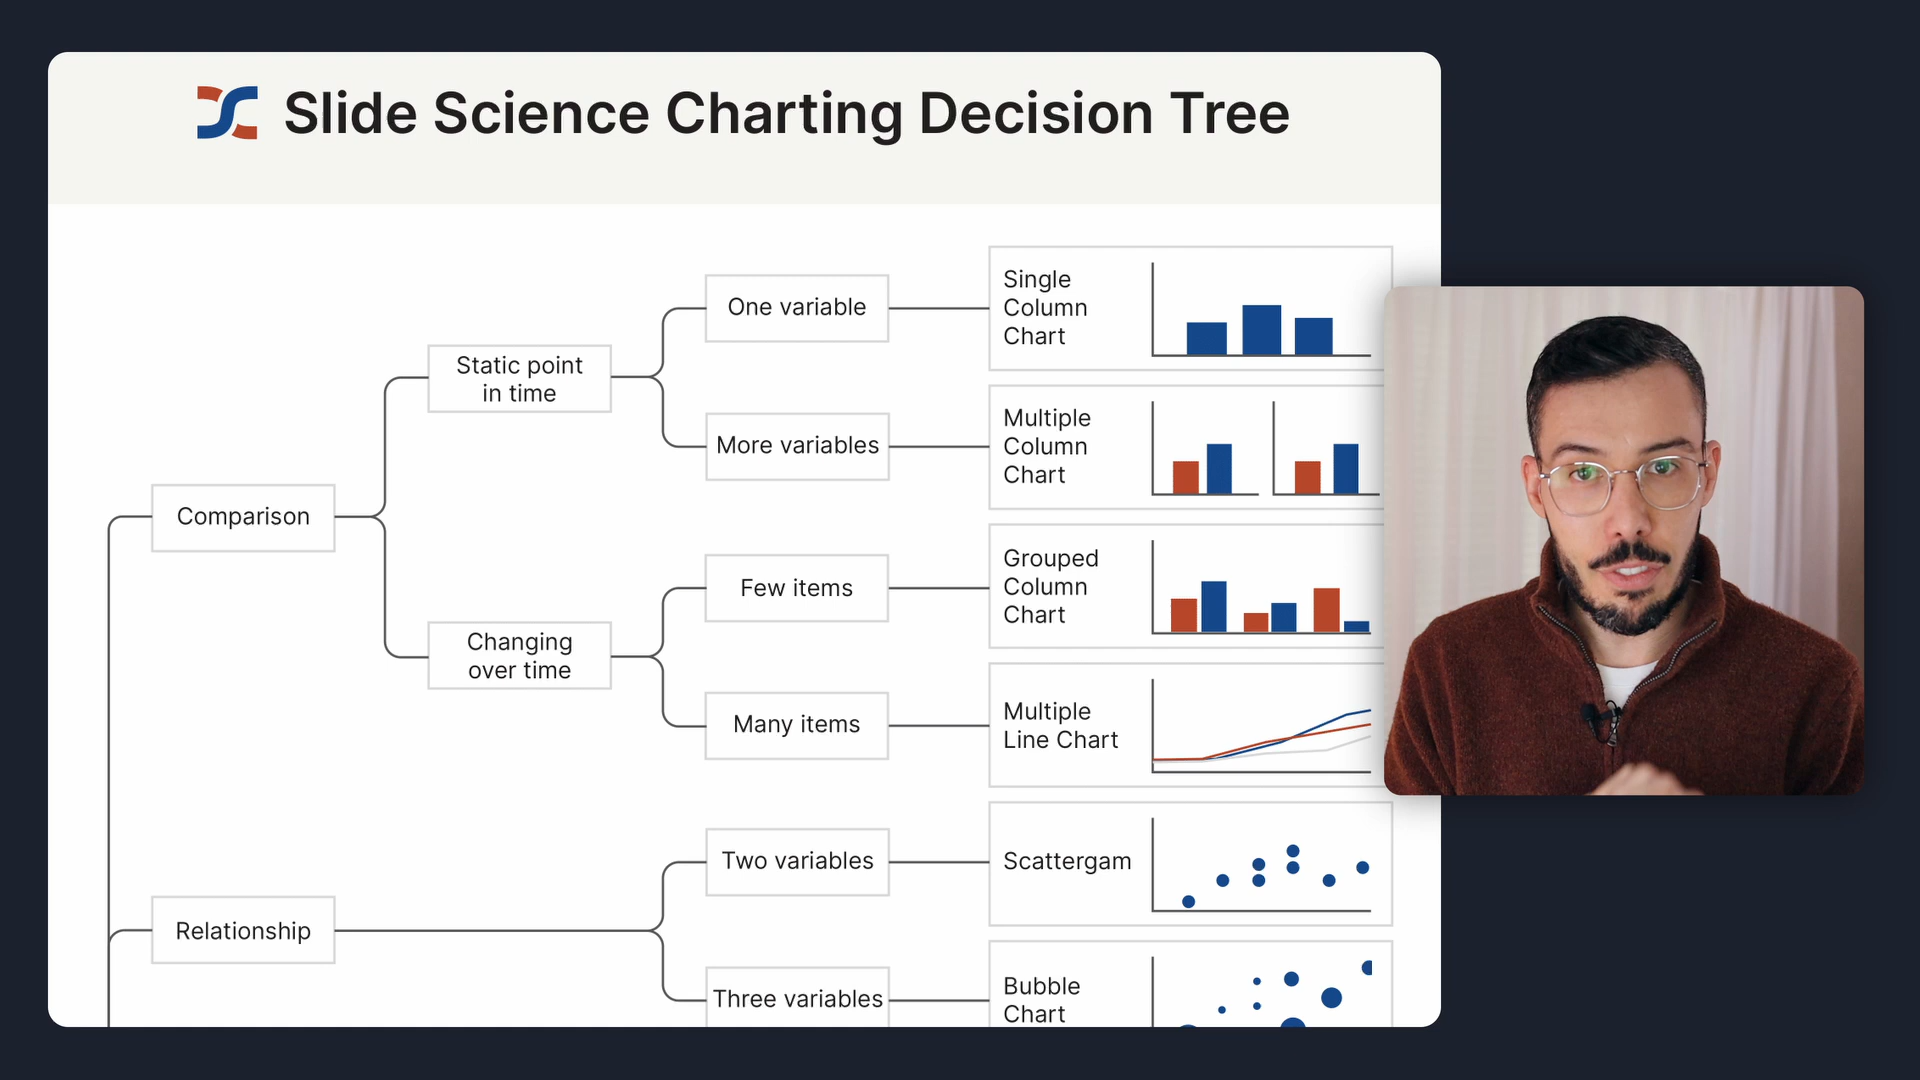 Slide Science Charting Decision Tree
Comparison
Static point
in time
One variable
Single
Column
Chart
More variables
Multiple
Column
Chart
Changing
over time
Few items
Grouped
Column
Chart
Many items
Multiple
Line Chart
Relationship
Two variables
Scattergam
Three variables
Bubble
Chart